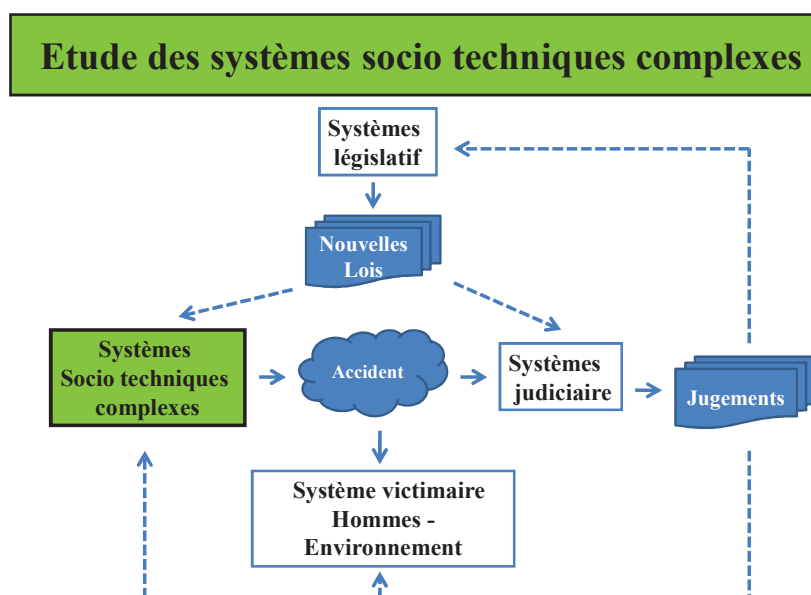 Etude des systèmes socio techniques complexes
Systèmes
législatif
Nouvelles
Lois
Systèmes
Socio techniques
complexes
Accident
Systèmes
judiciaire
Jugements
Système victimaire
Hommes -
Environnement